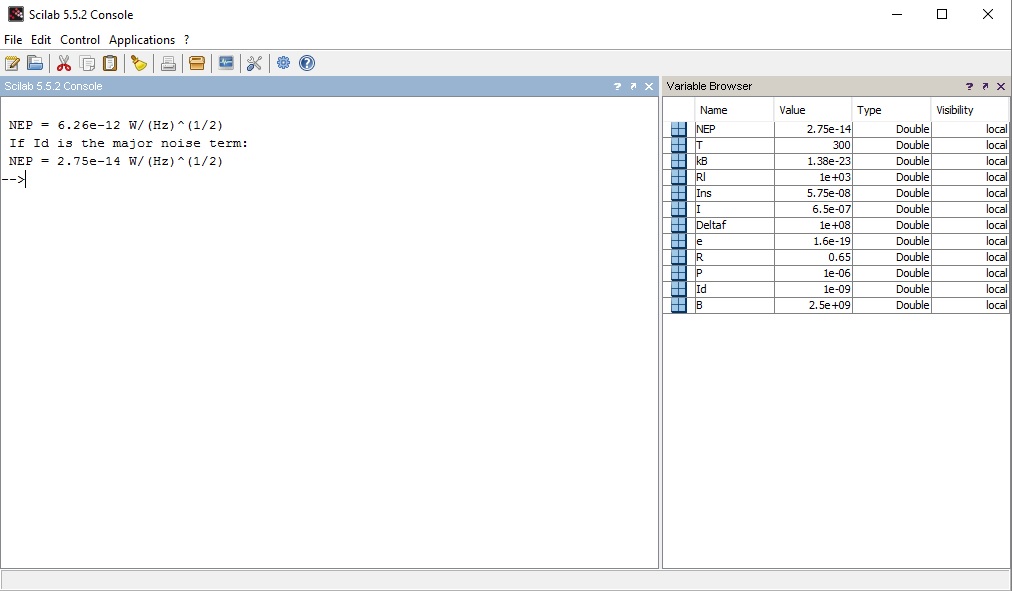 Scilab 5.5.2 Console
File Edit Control Applications ?
Scilab 5.5.2 Console
NEP = 6.26e-12 W/(Hz)^(1/2)
If Id is the major noise term:
NEP = 2.75e-14 W/(Hz)^(1/2)
-->
Variable Browser
Name Value Type Visibility
NEP 2.75e-14 Double local
T 300 Double local
kB 1.38e-23 Double local
Rl 1e+03 Double local
Ins 5.75e-08 Double local
I 6.5e-07 Double local
Deltaf 1e+08 Double local
e 1.6e-19 Double local
R 0.65 Double local
P 1e-06 Double local
Id 1e-09 Double local
B 2.5e+09 Double local